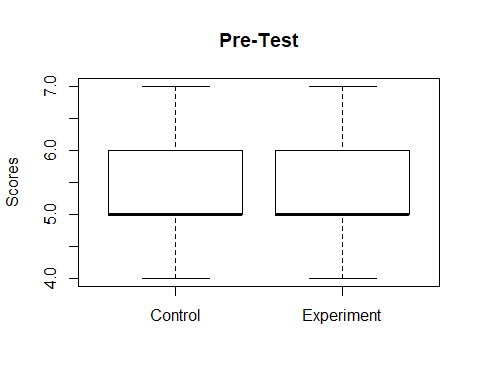 Pre-Test
Scores
7.0
6.0
5.0
4.0
Control Experiment